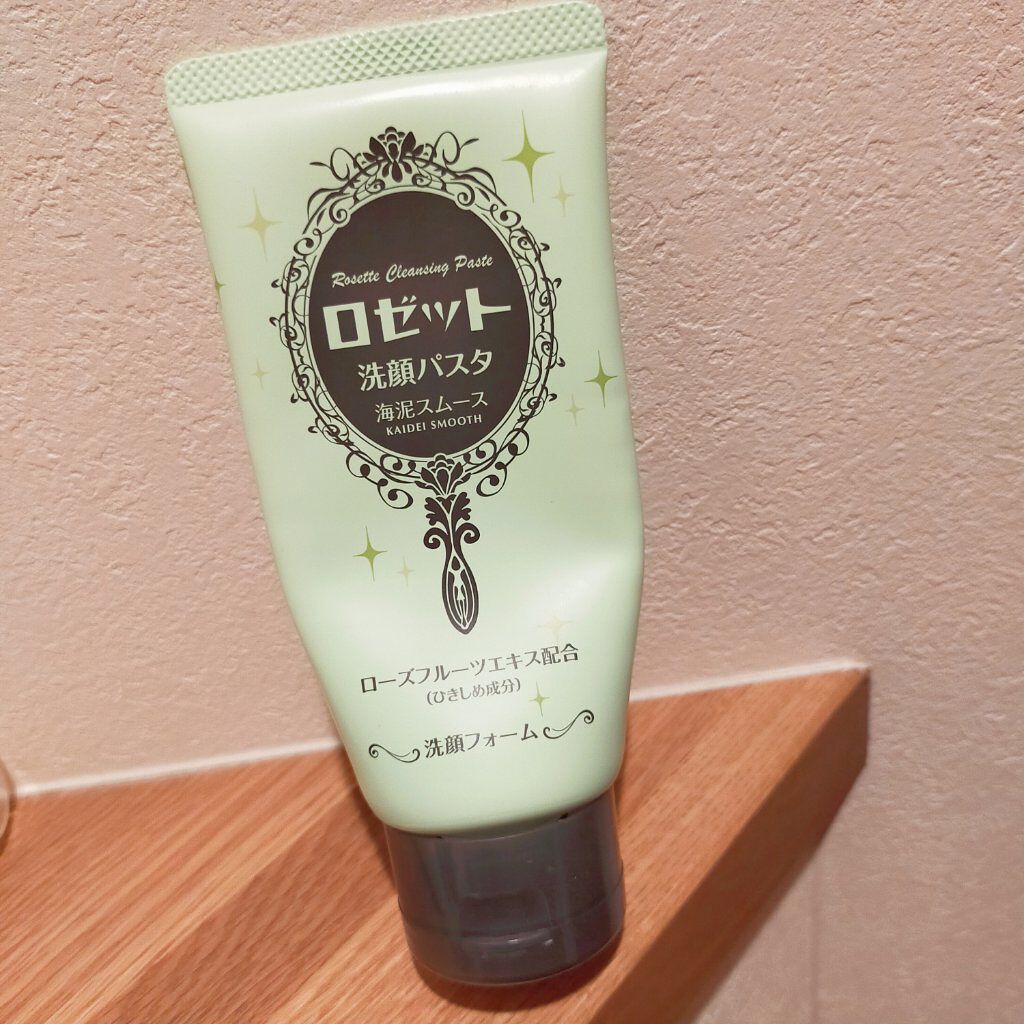 Rosette Cleansing Paste
ロゼット
洗顔パスタ
海泥スムース
KAIDEI SMOOTH
ローズフルーツエキス配合
(ひきしめ成分)
洗顔フォーム